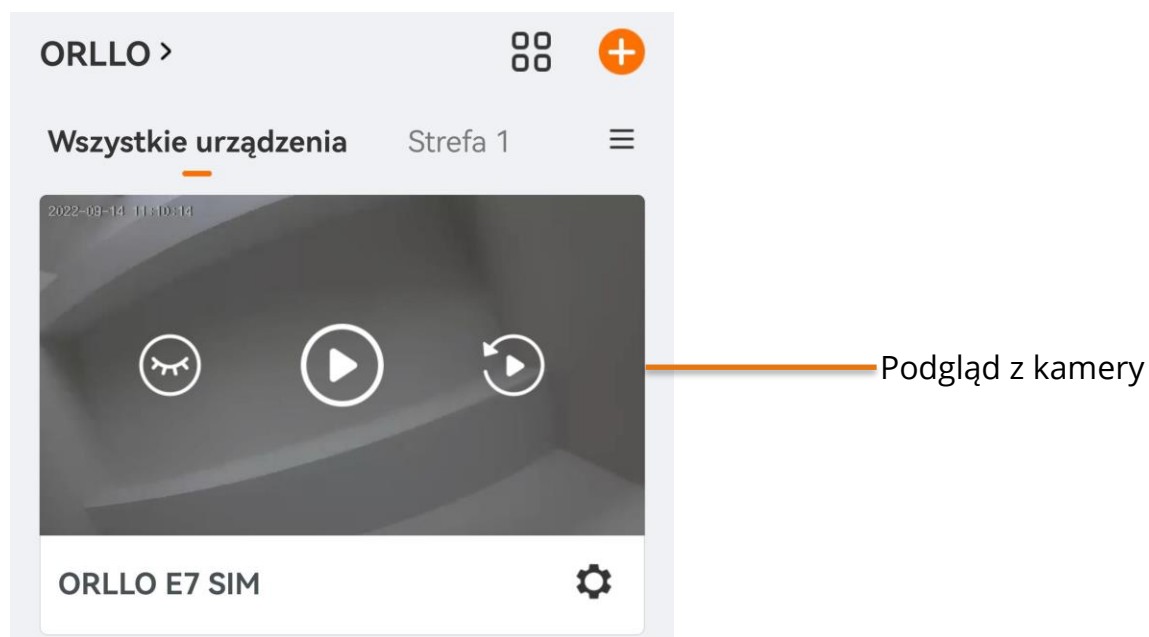 ORLLO >
Wszystkie urządzenia Strefa 1
2022-09-14 11:10:14
Podgląd z kamery
ORLLO E7 SIM